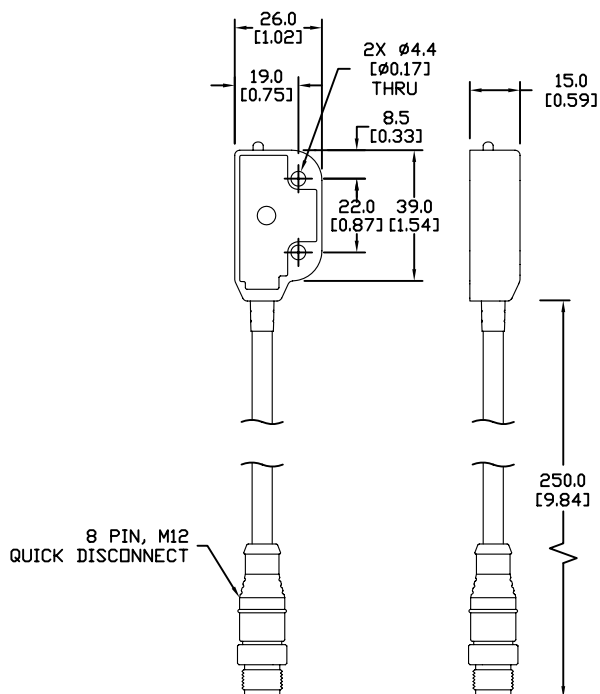 26.0
[1.02]
2X Ø4.4
[Ø0.17]
THRU
19.0
[0.75]
15.0
[0.59]
8.5
[0.33]
22.0
[0.87]
39.0
[1.54]
250.0
[9.84]
8 PIN, M12
QUICK DISCONNECT